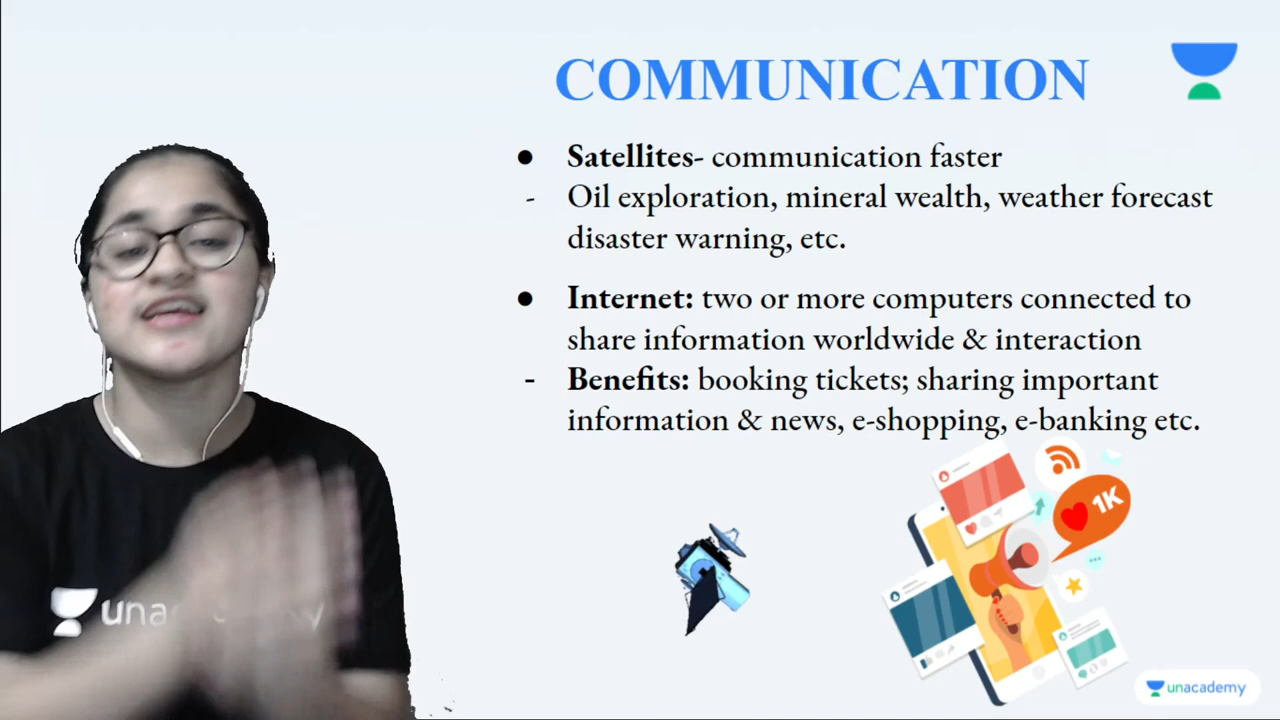 COMMUNICATION
● Satellites- communication faster
- Oil exploration, mineral wealth, weather forecast
disaster warning, etc.
● Internet: two or more computers connected to
share information worldwide & interaction
- Benefits: booking tickets; sharing important
information & news, e-shopping, e-banking etc.
1K
unacademy
unacademy